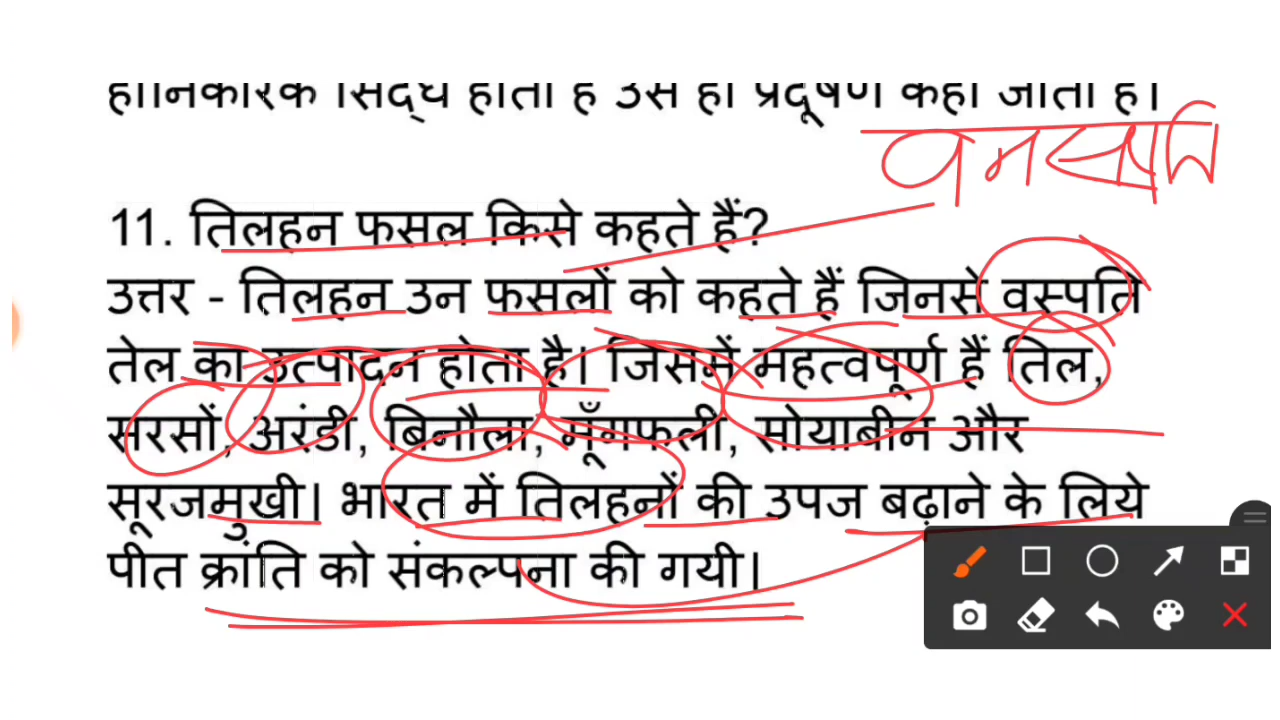 हानिकारक सिद्ध होता है उसे ही प्रदूषण कहा जाता है।
वनस्पति
11. तिलहन फसल किसे कहते हैं?
उत्तर - तिलहन उन फसलों को कहते हैं जिनसे वस्पति
तेल का उत्पादन होता है। जिसमें महत्वपूर्ण हैं तिल,
सरसों, अरंडी, बिनौला, मूँगफली, सोयाबीन और
सूरजमुखी। भारत में तिलहनों की उपज बढ़ाने के लिये
पीत क्रांति को संकल्पना की गयी।